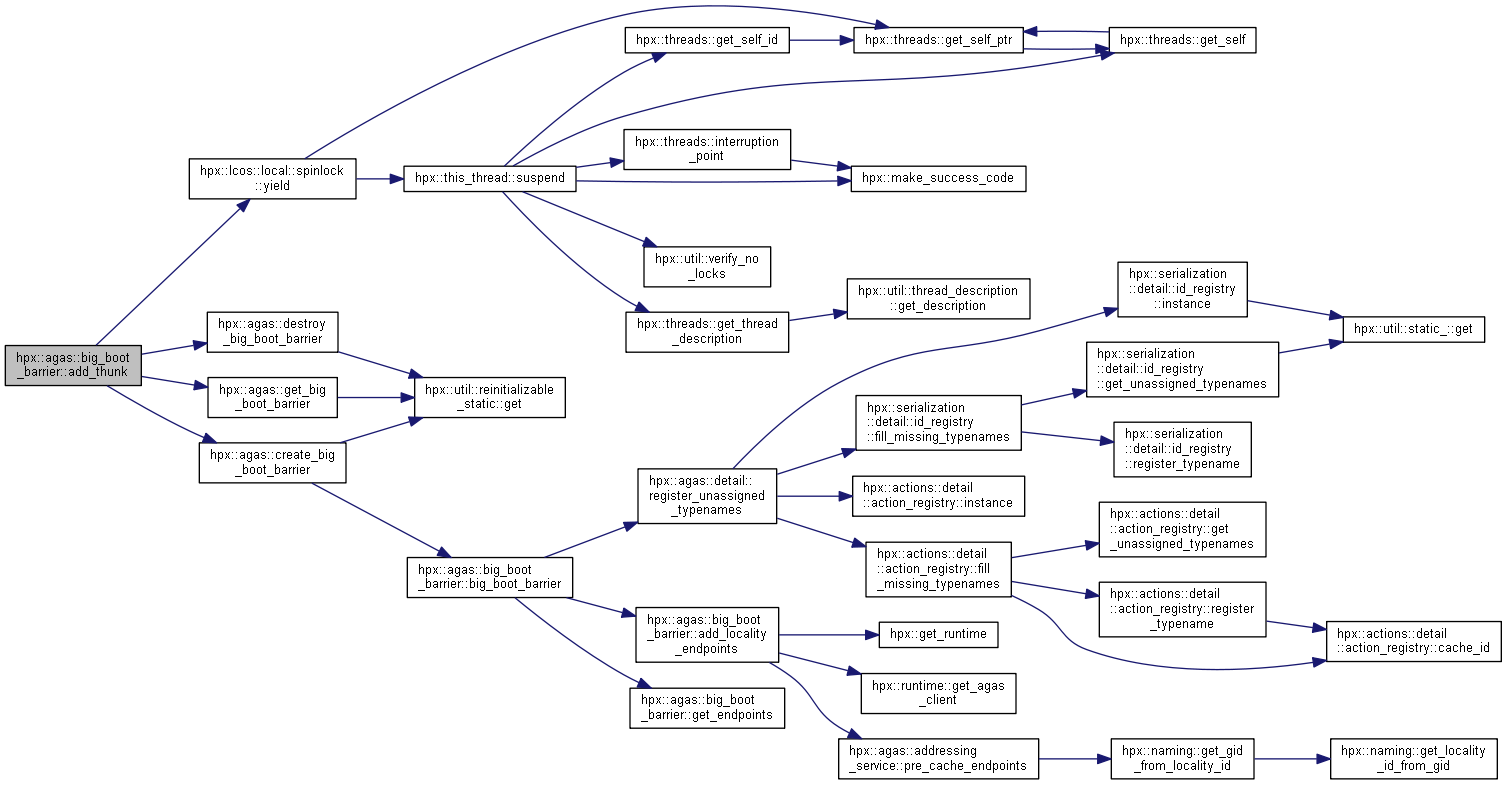 hpx::agas::big_boot
_barrier::add_thunk
hpx::lcos::local::spinlock
::yield
hpx::agas::destroy
_big_boot_barrier
hpx::agas::get_big
_boot_barrier
hpx::agas::create_big
_boot_barrier
hpx::this_thread::suspend
hpx::util::reinitializable
_static::get
hpx::agas::big_boot
_barrier::big_boot_barrier
hpx::threads::get_self_id
hpx::threads::interruption
_point
hpx::util::verify_no
_locks
hpx::threads::get_thread
_description
hpx::agas::detail::
register_unassigned
_typenames
hpx::agas::big_boot
_barrier::add_locality
_endpoints
hpx::agas::big_boot
_barrier::get_endpoints
hpx::threads::get_self_ptr
hpx::make_success_code
hpx::util::thread_description
::get_description
hpx::serialization
::detail::id_registry
::fill_missing_typenames
hpx::actions::detail
::action_registry::instance
hpx::actions::detail
::action_registry::fill
_missing_typenames
hpx::get_runtime
hpx::runtime::get_agas
_client
hpx::agas::addressing
_service::pre_cache_endpoints
hpx::threads::get_self
hpx::serialization
::detail::id_registry
::instance
hpx::serialization
::detail::id_registry
::get_unassigned_typenames
hpx::serialization
::detail::id_registry
::register_typename
hpx::actions::detail
::action_registry::get
_unassigned_typenames
hpx::actions::detail
::action_registry::register
_typename
hpx::naming::get_gid
_from_locality_id
hpx::util::static_::get
hpx::actions::detail
::action_registry::cache_id
hpx::naming::get_locality
_id_from_gid